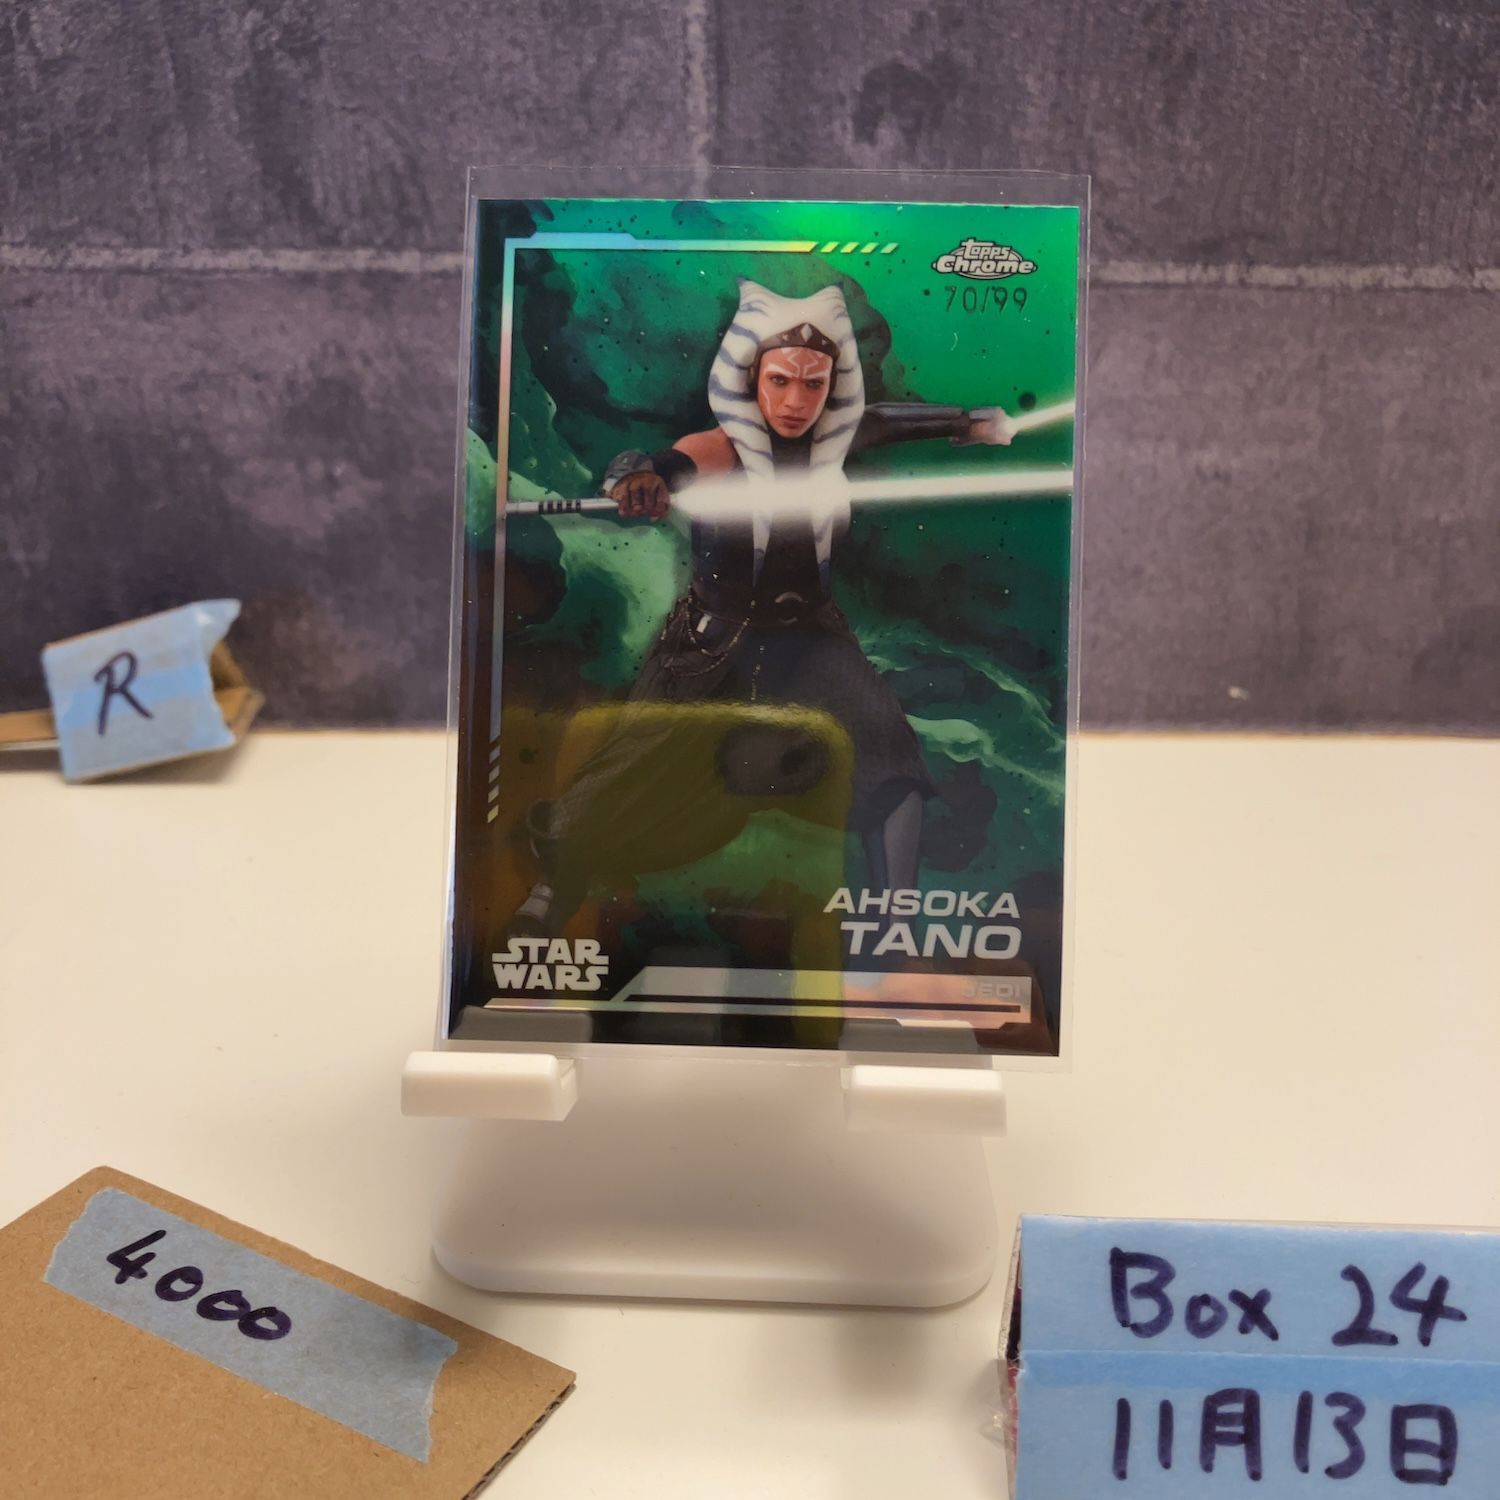 Topps
Chrome
70/99
R
AHSOKA
TANO
STAR
WARS
JEDI
4000
Box 24
11月13日